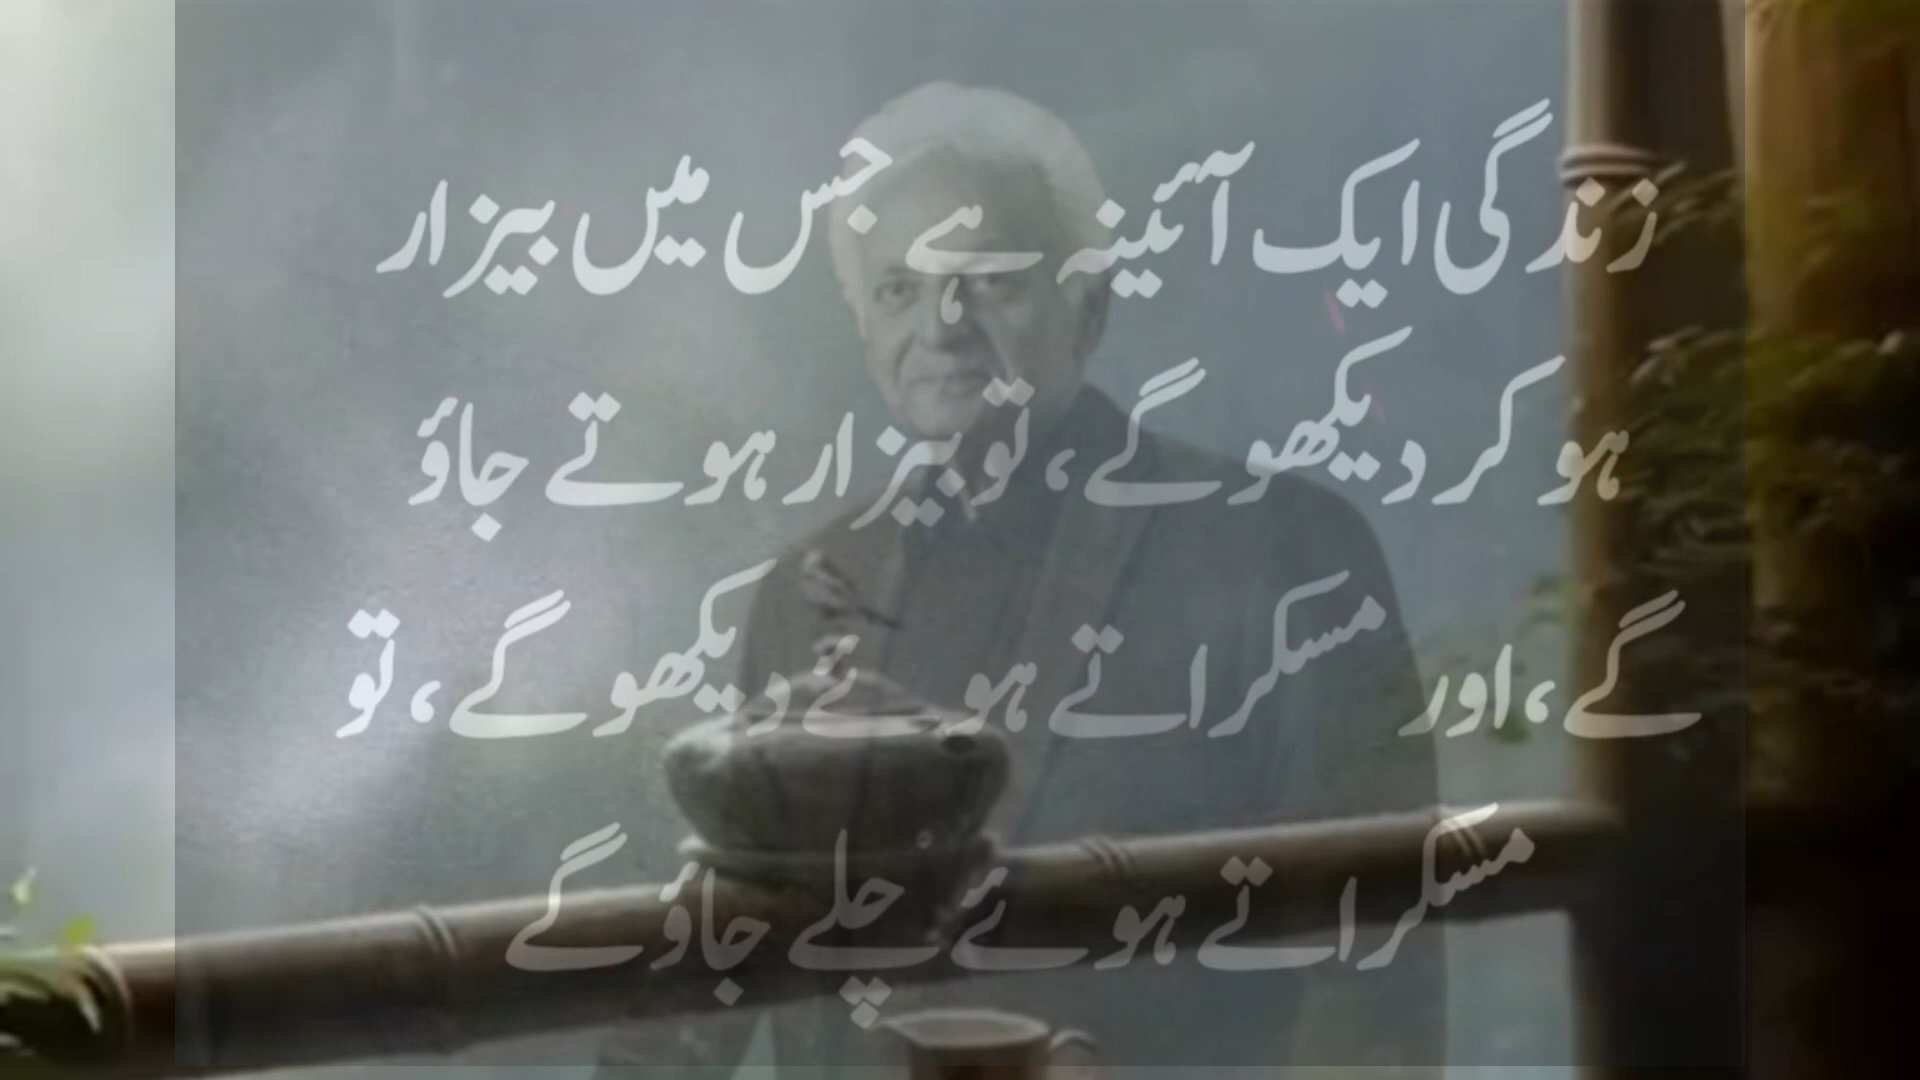 زندگی ایک آئینہ ہے جس میں بیزار
ہو کر دیکھو گے، تو بیزار ہوتے جاؤ
گے، اور مسکراتے ہوئے دیکھو گے، تو
مسکراتے ہوئے چلے جاؤ گے